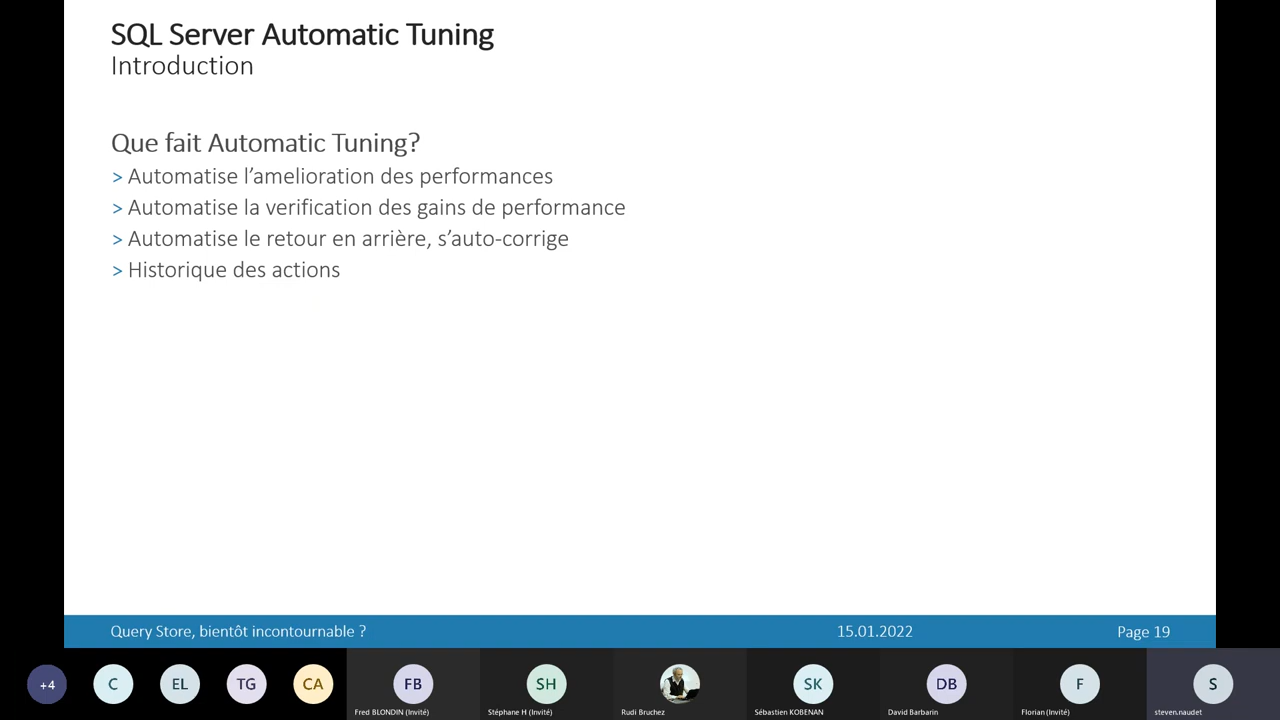 SQL Server Automatic Tuning
Introduction
Que fait Automatic Tuning?
> Automatise l’amelioration des performances
> Automatise la verification des gains de performance
> Automatise le retour en arrière, s’auto-corrige
> Historique des actions
Query Store, bientôt incontournable ? 15.01.2022 Page 19
+4 C EL TG CA FB SH SK DB F S
Fred BLONDIN (Invité) Stéphane H (Invité) Rudi Bruchez Sébastien KOBENAN David Barbarin Florian (Invité) steven.naudet